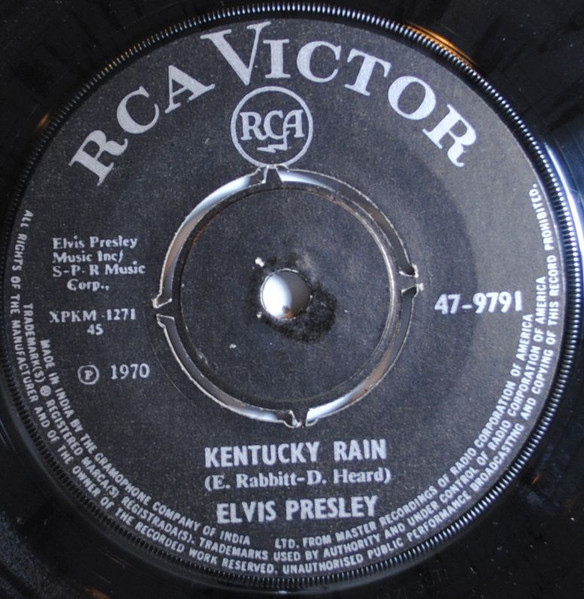 RCA VICTOR
RCA
Elvis Presley
Music Inc/
S-P-R Music
Corp.,
XPKM-1271
45
Ⓟ 1970
47-9791
KENTUCKY RAIN
(E. Rabbitt-D. Heard)
ELVIS PRESLEY
MADE IN INDIA BY THE GRAMOPHONE COMPANY OF INDIA LTD. FROM MASTER RECORDINGS OF RADIO CORPORATION OF AMERICA
TRADEMARK(S) ® REGISTERED MARCA(S) REGISTRADA(S). TRADEMARKS USED BY AUTHORITY AND UNDER CONTROL OF RADIO CORPORATION OF AMERICA
ALL RIGHTS OF THE MANUFACTURER AND OF THE OWNER OF THE RECORDED WORK RESERVED. UNAUTHORISED PUBLIC PERFORMANCE BROADCASTING AND COPYING OF THIS RECORD PROHIBITED.